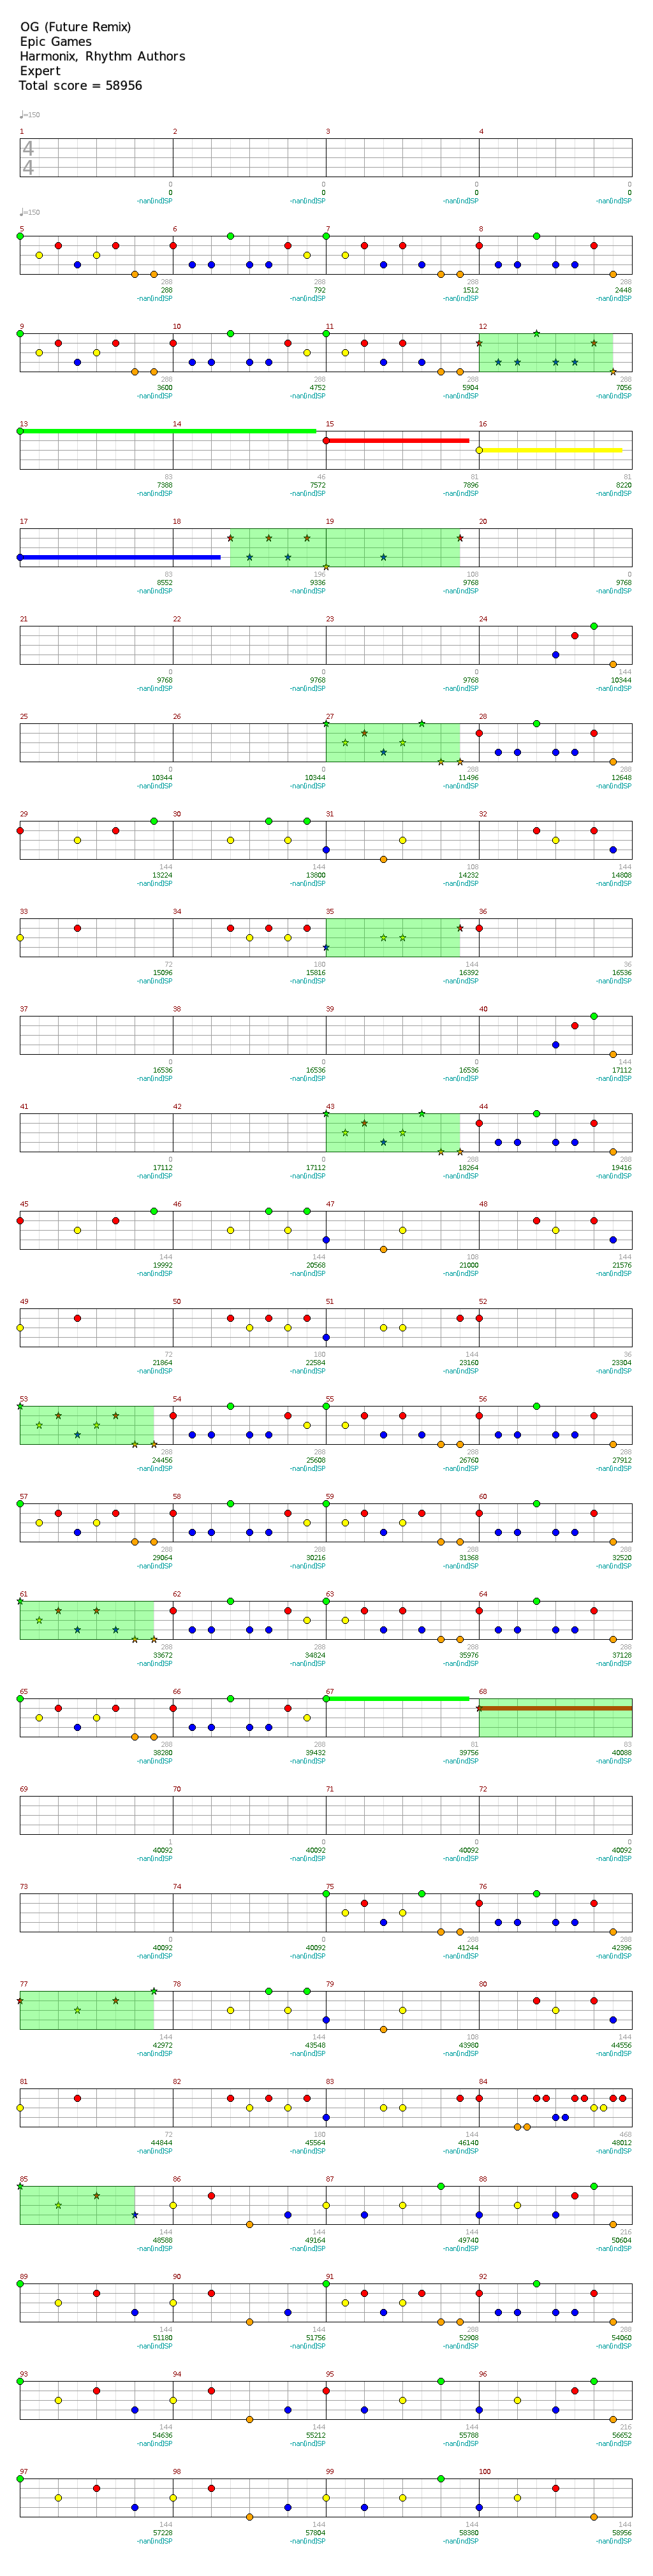 OG (Future Remix)
Epic Games
Harmonix, Rhythm Authors
Expert
Total score = 58956
♩=150
1 2 3 4
4
4
0 0 0 0
0 0 0 0
-nan(ind)SP -nan(ind)SP -nan(ind)SP -nan(ind)SP
♩=150
5 6 7 8
288 288 288 288
288 792 1512 2448
-nan(ind)SP -nan(ind)SP -nan(ind)SP -nan(ind)SP
9 10 11 12
288 288 288 288
3600 4752 5904 7056
-nan(ind)SP -nan(ind)SP -nan(ind)SP -nan(ind)SP
13 14 15 16
83 46 81 81
7388 7572 7896 8220
-nan(ind)SP -nan(ind)SP -nan(ind)SP -nan(ind)SP
17 18 19 20
83 196 108 0
8552 9336 9768 9768
-nan(ind)SP -nan(ind)SP -nan(ind)SP -nan(ind)SP
21 22 23 24
0 0 0 144
9768 9768 9768 10344
-nan(ind)SP -nan(ind)SP -nan(ind)SP -nan(ind)SP
25 26 27 28
0 0 288 288
10344 10344 11496 12648
-nan(ind)SP -nan(ind)SP -nan(ind)SP -nan(ind)SP
29 30 31 32
144 144 108 144
13224 13800 14232 14808
-nan(ind)SP -nan(ind)SP -nan(ind)SP -nan(ind)SP
33 34 35 36
72 180 144 36
15096 15816 16392 16536
-nan(ind)SP -nan(ind)SP -nan(ind)SP -nan(ind)SP
37 38 39 40
0 0 0 144
16536 16536 16536 17112
-nan(ind)SP -nan(ind)SP -nan(ind)SP -nan(ind)SP
41 42 43 44
0 0 288 288
17112 17112 18264 19416
-nan(ind)SP -nan(ind)SP -nan(ind)SP -nan(ind)SP
45 46 47 48
144 144 108 144
19992 20568 21000 21576
-nan(ind)SP -nan(ind)SP -nan(ind)SP -nan(ind)SP
49 50 51 52
72 180 144 36
21864 22584 23160 23304
-nan(ind)SP -nan(ind)SP -nan(ind)SP -nan(ind)SP
53 54 55 56
288 288 288 288
24456 25608 26760 27912
-nan(ind)SP -nan(ind)SP -nan(ind)SP -nan(ind)SP
57 58 59 60
288 288 288 288
29064 30216 31368 32520
-nan(ind)SP -nan(ind)SP -nan(ind)SP -nan(ind)SP
61 62 63 64
288 288 288 288
33672 34824 35976 37128
-nan(ind)SP -nan(ind)SP -nan(ind)SP -nan(ind)SP
65 66 67 68
288 288 81 83
38280 39432 39756 40088
-nan(ind)SP -nan(ind)SP -nan(ind)SP -nan(ind)SP
69 70 71 72
1 0 0 0
40092 40092 40092 40092
-nan(ind)SP -nan(ind)SP -nan(ind)SP -nan(ind)SP
73 74 75 76
0 0 288 288
40092 40092 41244 42396
-nan(ind)SP -nan(ind)SP -nan(ind)SP -nan(ind)SP
77 78 79 80
144 144 108 144
42972 43548 43980 44556
-nan(ind)SP -nan(ind)SP -nan(ind)SP -nan(ind)SP
81 82 83 84
72 180 144 468
44844 45564 46140 48012
-nan(ind)SP -nan(ind)SP -nan(ind)SP -nan(ind)SP
85 86 87 88
144 144 144 216
48588 49164 49740 50604
-nan(ind)SP -nan(ind)SP -nan(ind)SP -nan(ind)SP
89 90 91 92
144 144 288 288
51180 51756 52908 54060
-nan(ind)SP -nan(ind)SP -nan(ind)SP -nan(ind)SP
93 94 95 96
144 144 144 216
54636 55212 55788 56652
-nan(ind)SP -nan(ind)SP -nan(ind)SP -nan(ind)SP
97 98 99 100
144 144 144 144
57228 57804 58380 58956
-nan(ind)SP -nan(ind)SP -nan(ind)SP -nan(ind)SP